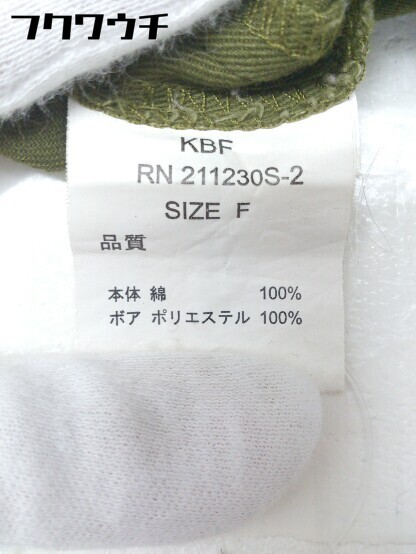 フクワウチ
KBF
RN 211230S-2
SIZE F
品質
本体 綿 100%
ボア ポリエステル 100%